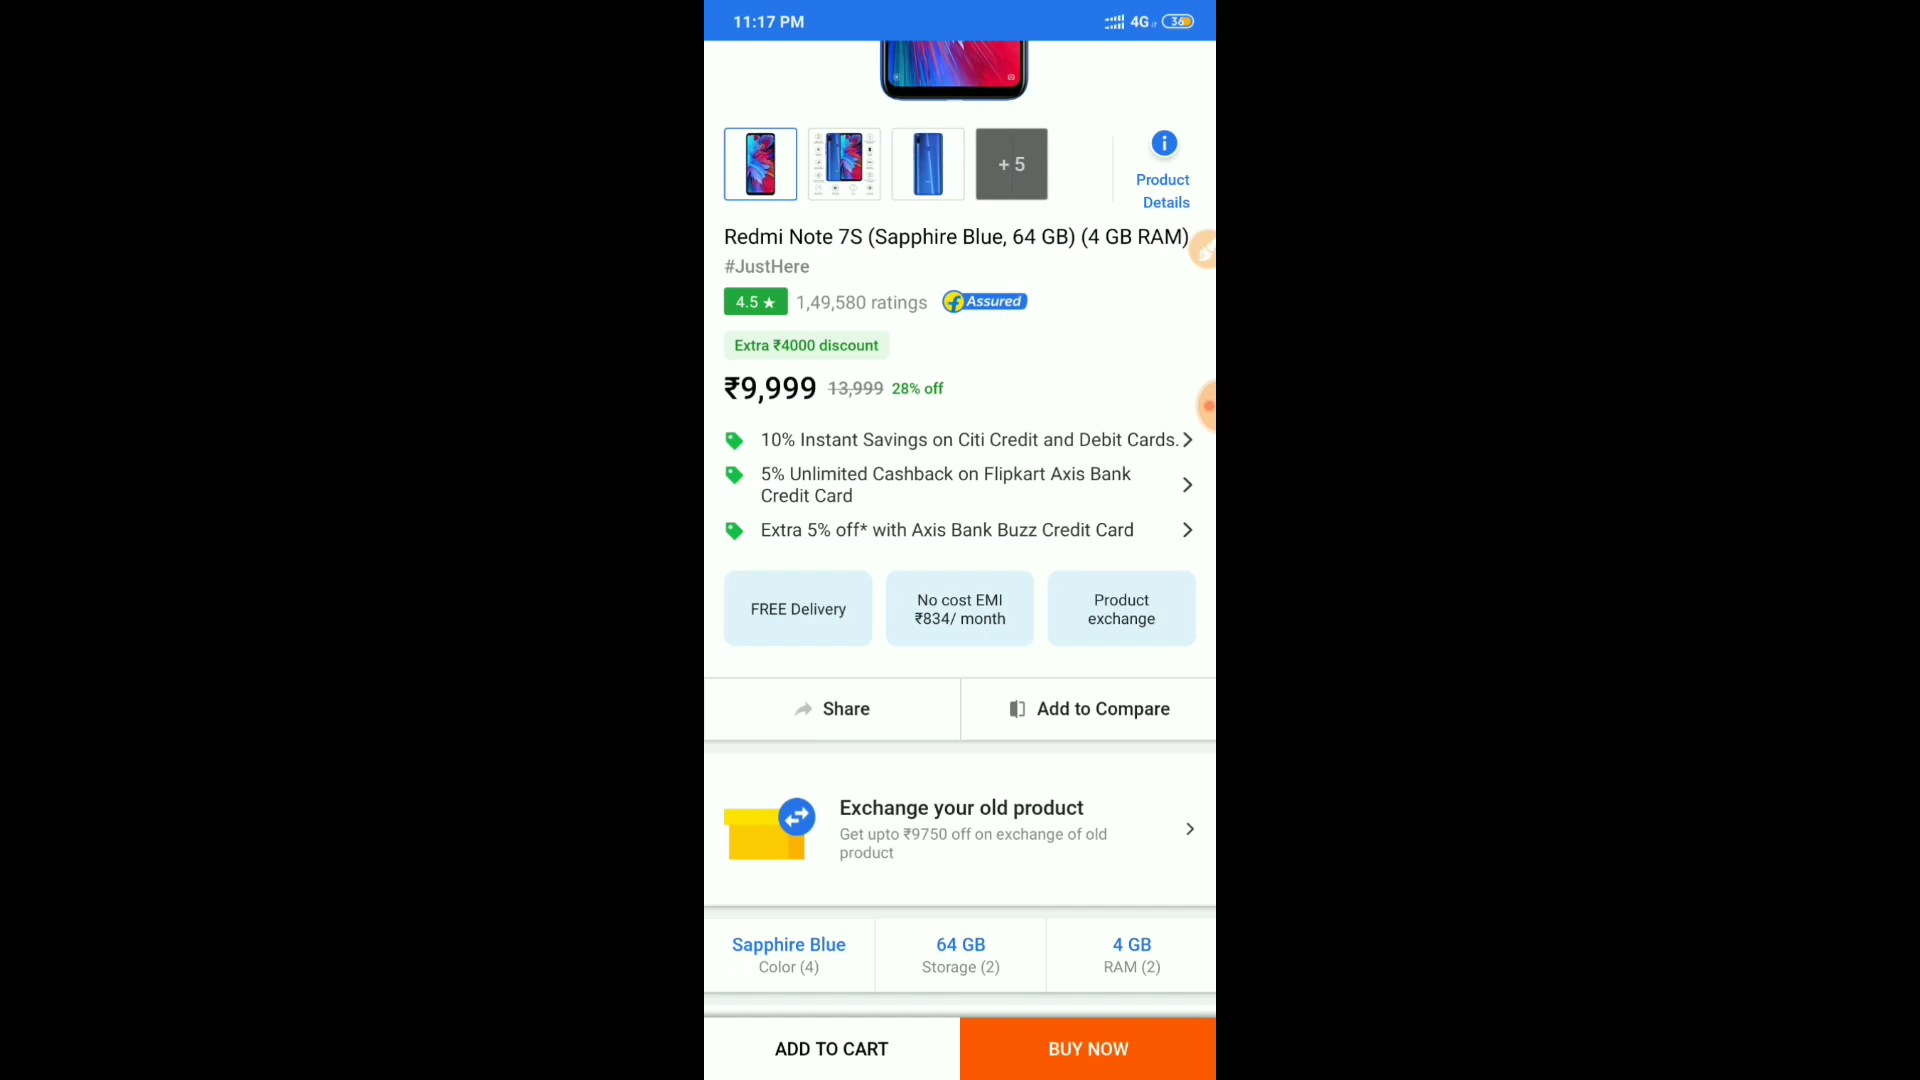 11:17 PM 4G 36
+ 5
Product
Details
Redmi Note 7S (Sapphire Blue, 64 GB) (4 GB RAM)
#JustHere
4.5 ★ 1,49,580 ratings f Assured
Extra ₹4000 discount
₹9,999 13,999 28% off
10% Instant Savings on Citi Credit and Debit Cards.
5% Unlimited Cashback on Flipkart Axis Bank
Credit Card
Extra 5% off* with Axis Bank Buzz Credit Card
FREE Delivery
No cost EMI
₹834/ month
Product
exchange
Share
Add to Compare
Exchange your old product
Get upto ₹9750 off on exchange of old
product
Sapphire Blue
Color (4)
64 GB
Storage (2)
4 GB
RAM (2)
ADD TO CART
BUY NOW